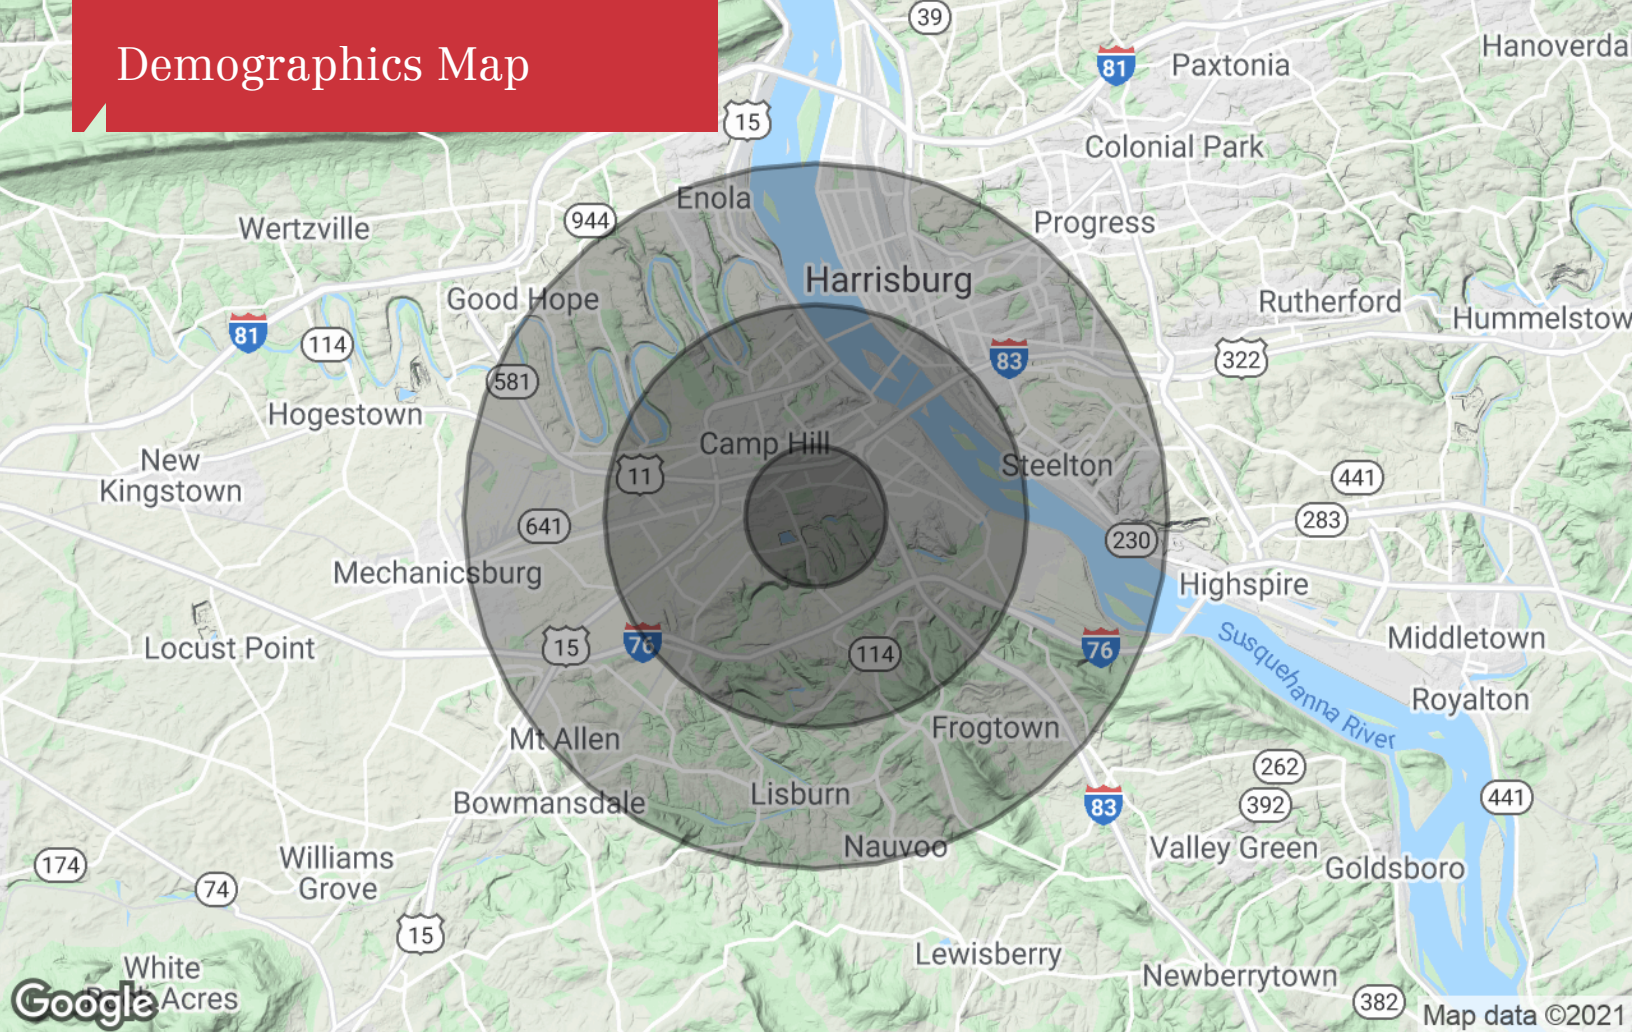 Demographics Map
39
Hanoverda
81
Paxtonia
15
Colonial Park
Enola
944
Wertzville
Progress
Harrisburg
Good Hope
Rutherford
Hummelstow
81
114
83
322
581
Hogestown
Camp Hill
New
Kingstown
11
Steelton
441
641
283
230
Mechanicsburg
Highspire
Locust Point
15
76
114
76
Middletown
Susquehanna River
Royalton
Mt Allen
Frogtown
262
Bowmansdale
Lisburn
83
392
441
Nauvoo
Valley Green
Williams
Grove
174
74
Goldsboro
15
Lewisberry
White
Acres
Newberrytown
Google
382
Map data ©2021